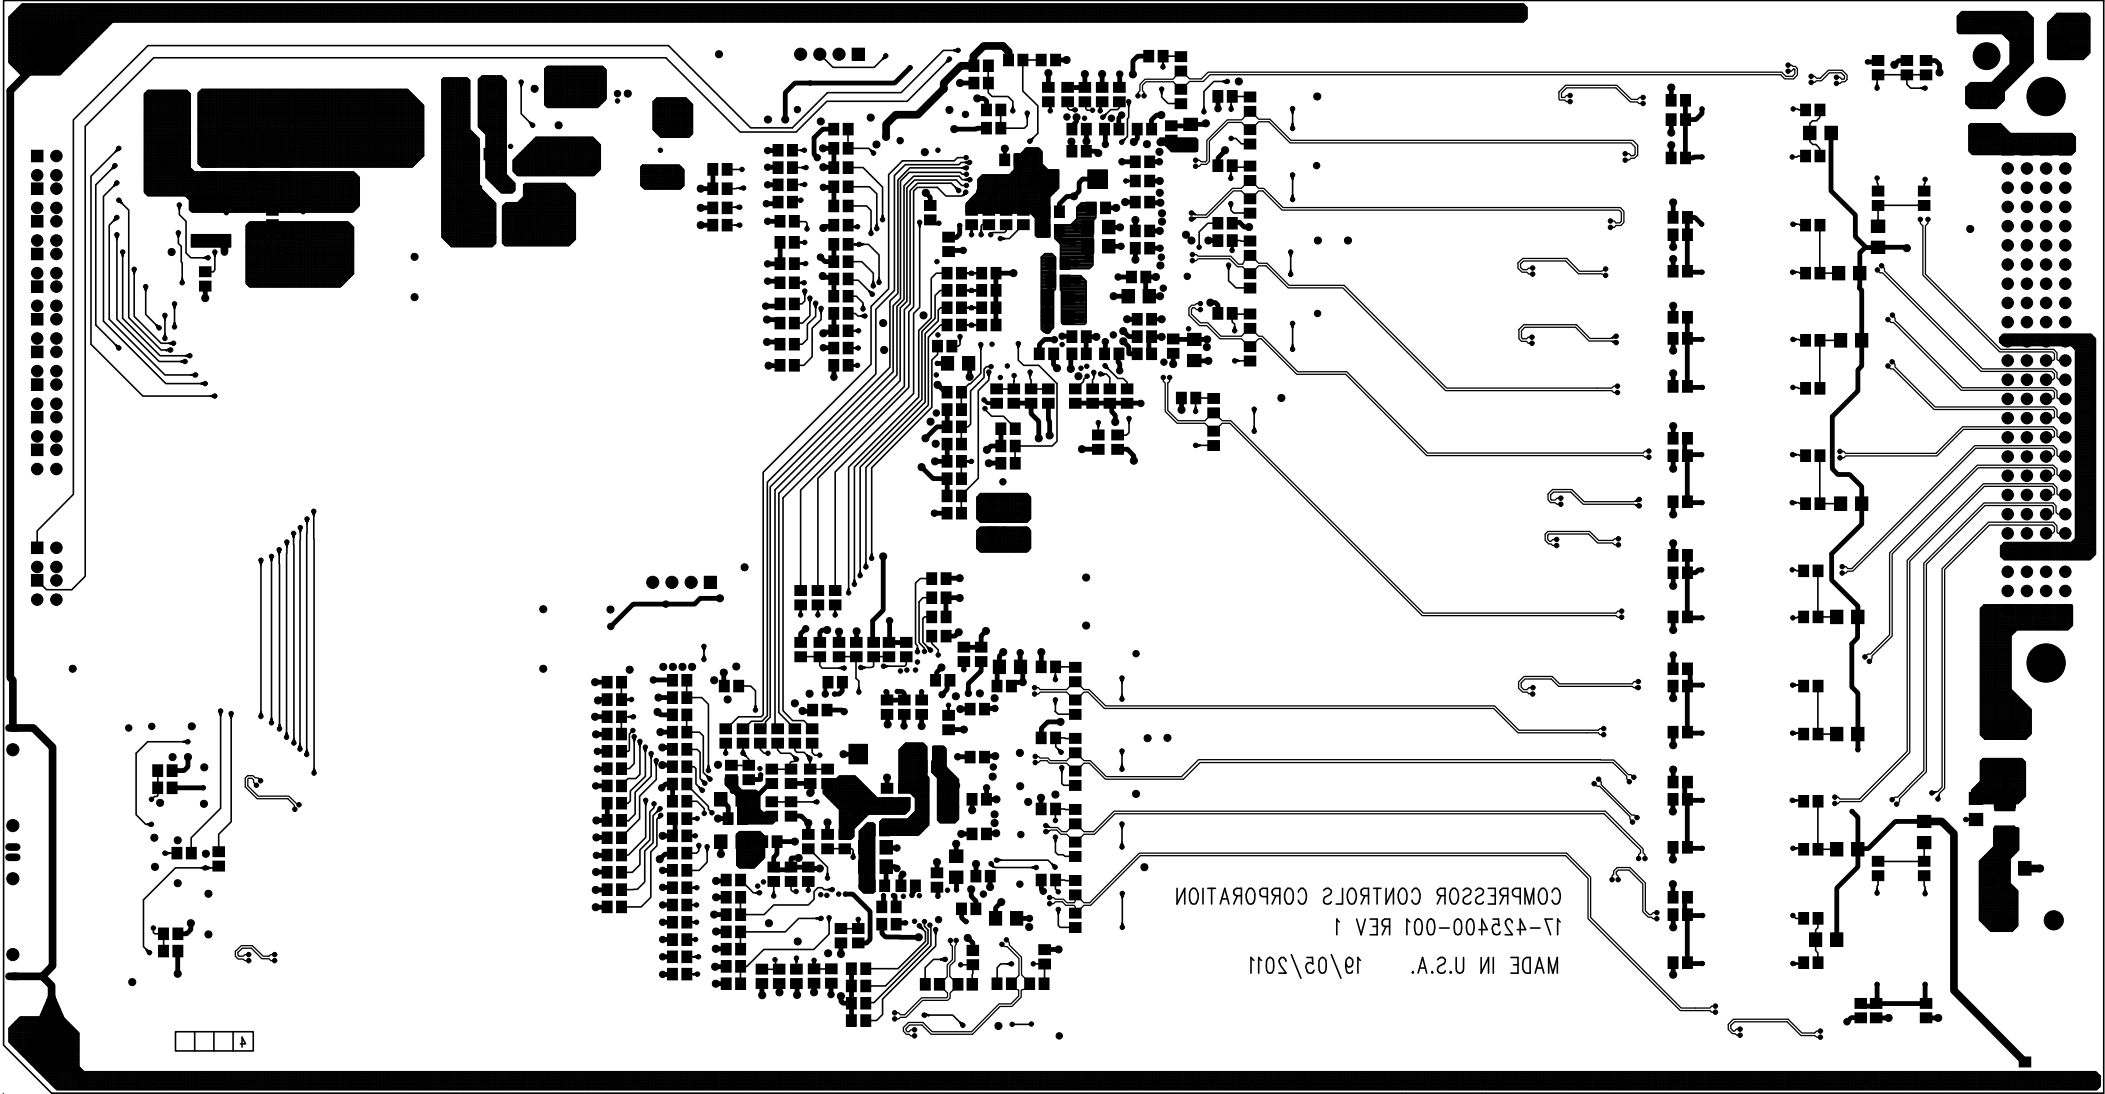 COMPRESSOR CONTROLS CORPORATION
17-425400-001 REV 1
MADE IN U.S.A. 19/05/2011
4